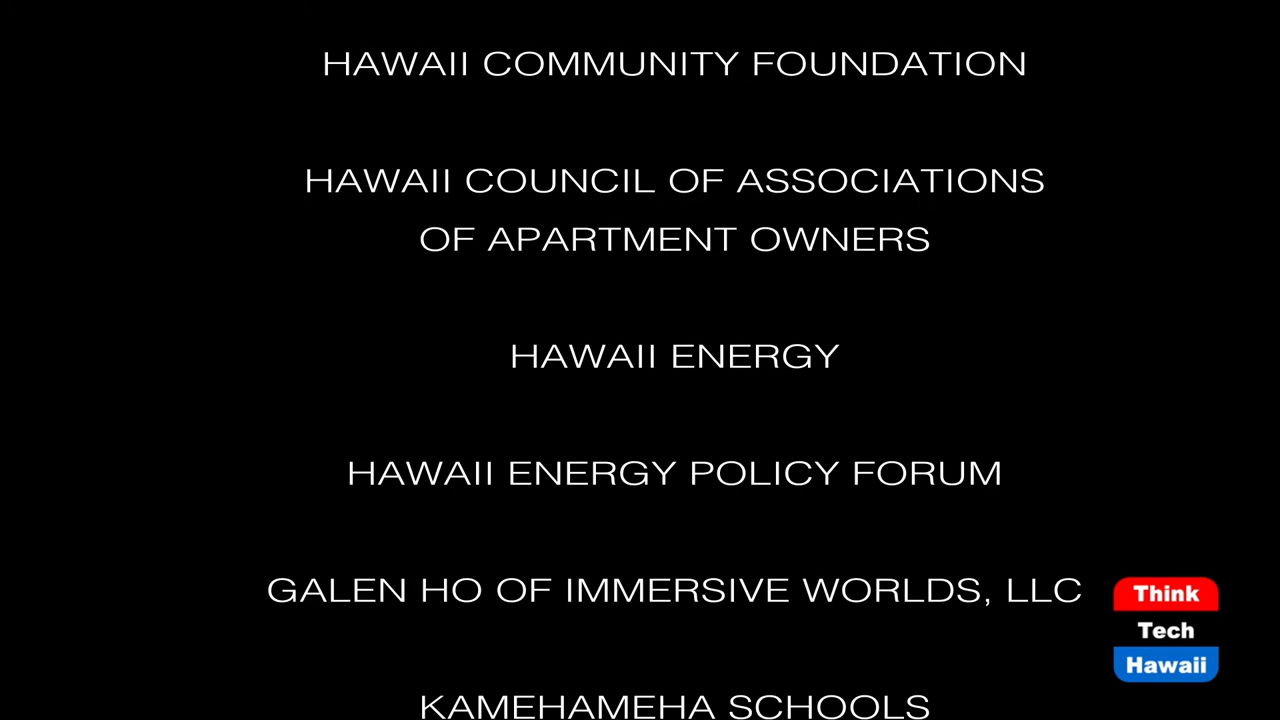 HAWAII COMMUNITY FOUNDATION
HAWAII COUNCIL OF ASSOCIATIONS
OF APARTMENT OWNERS
HAWAII ENERGY
HAWAII ENERGY POLICY FORUM
GALEN HO OF IMMERSIVE WORLDS, LLC
KAMEHAMEHA SCHOOLS
Think
Tech
Hawaii